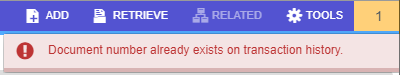 ADD RETRIEVE RELATED TOOLS 1
Document number already exists on transaction history.